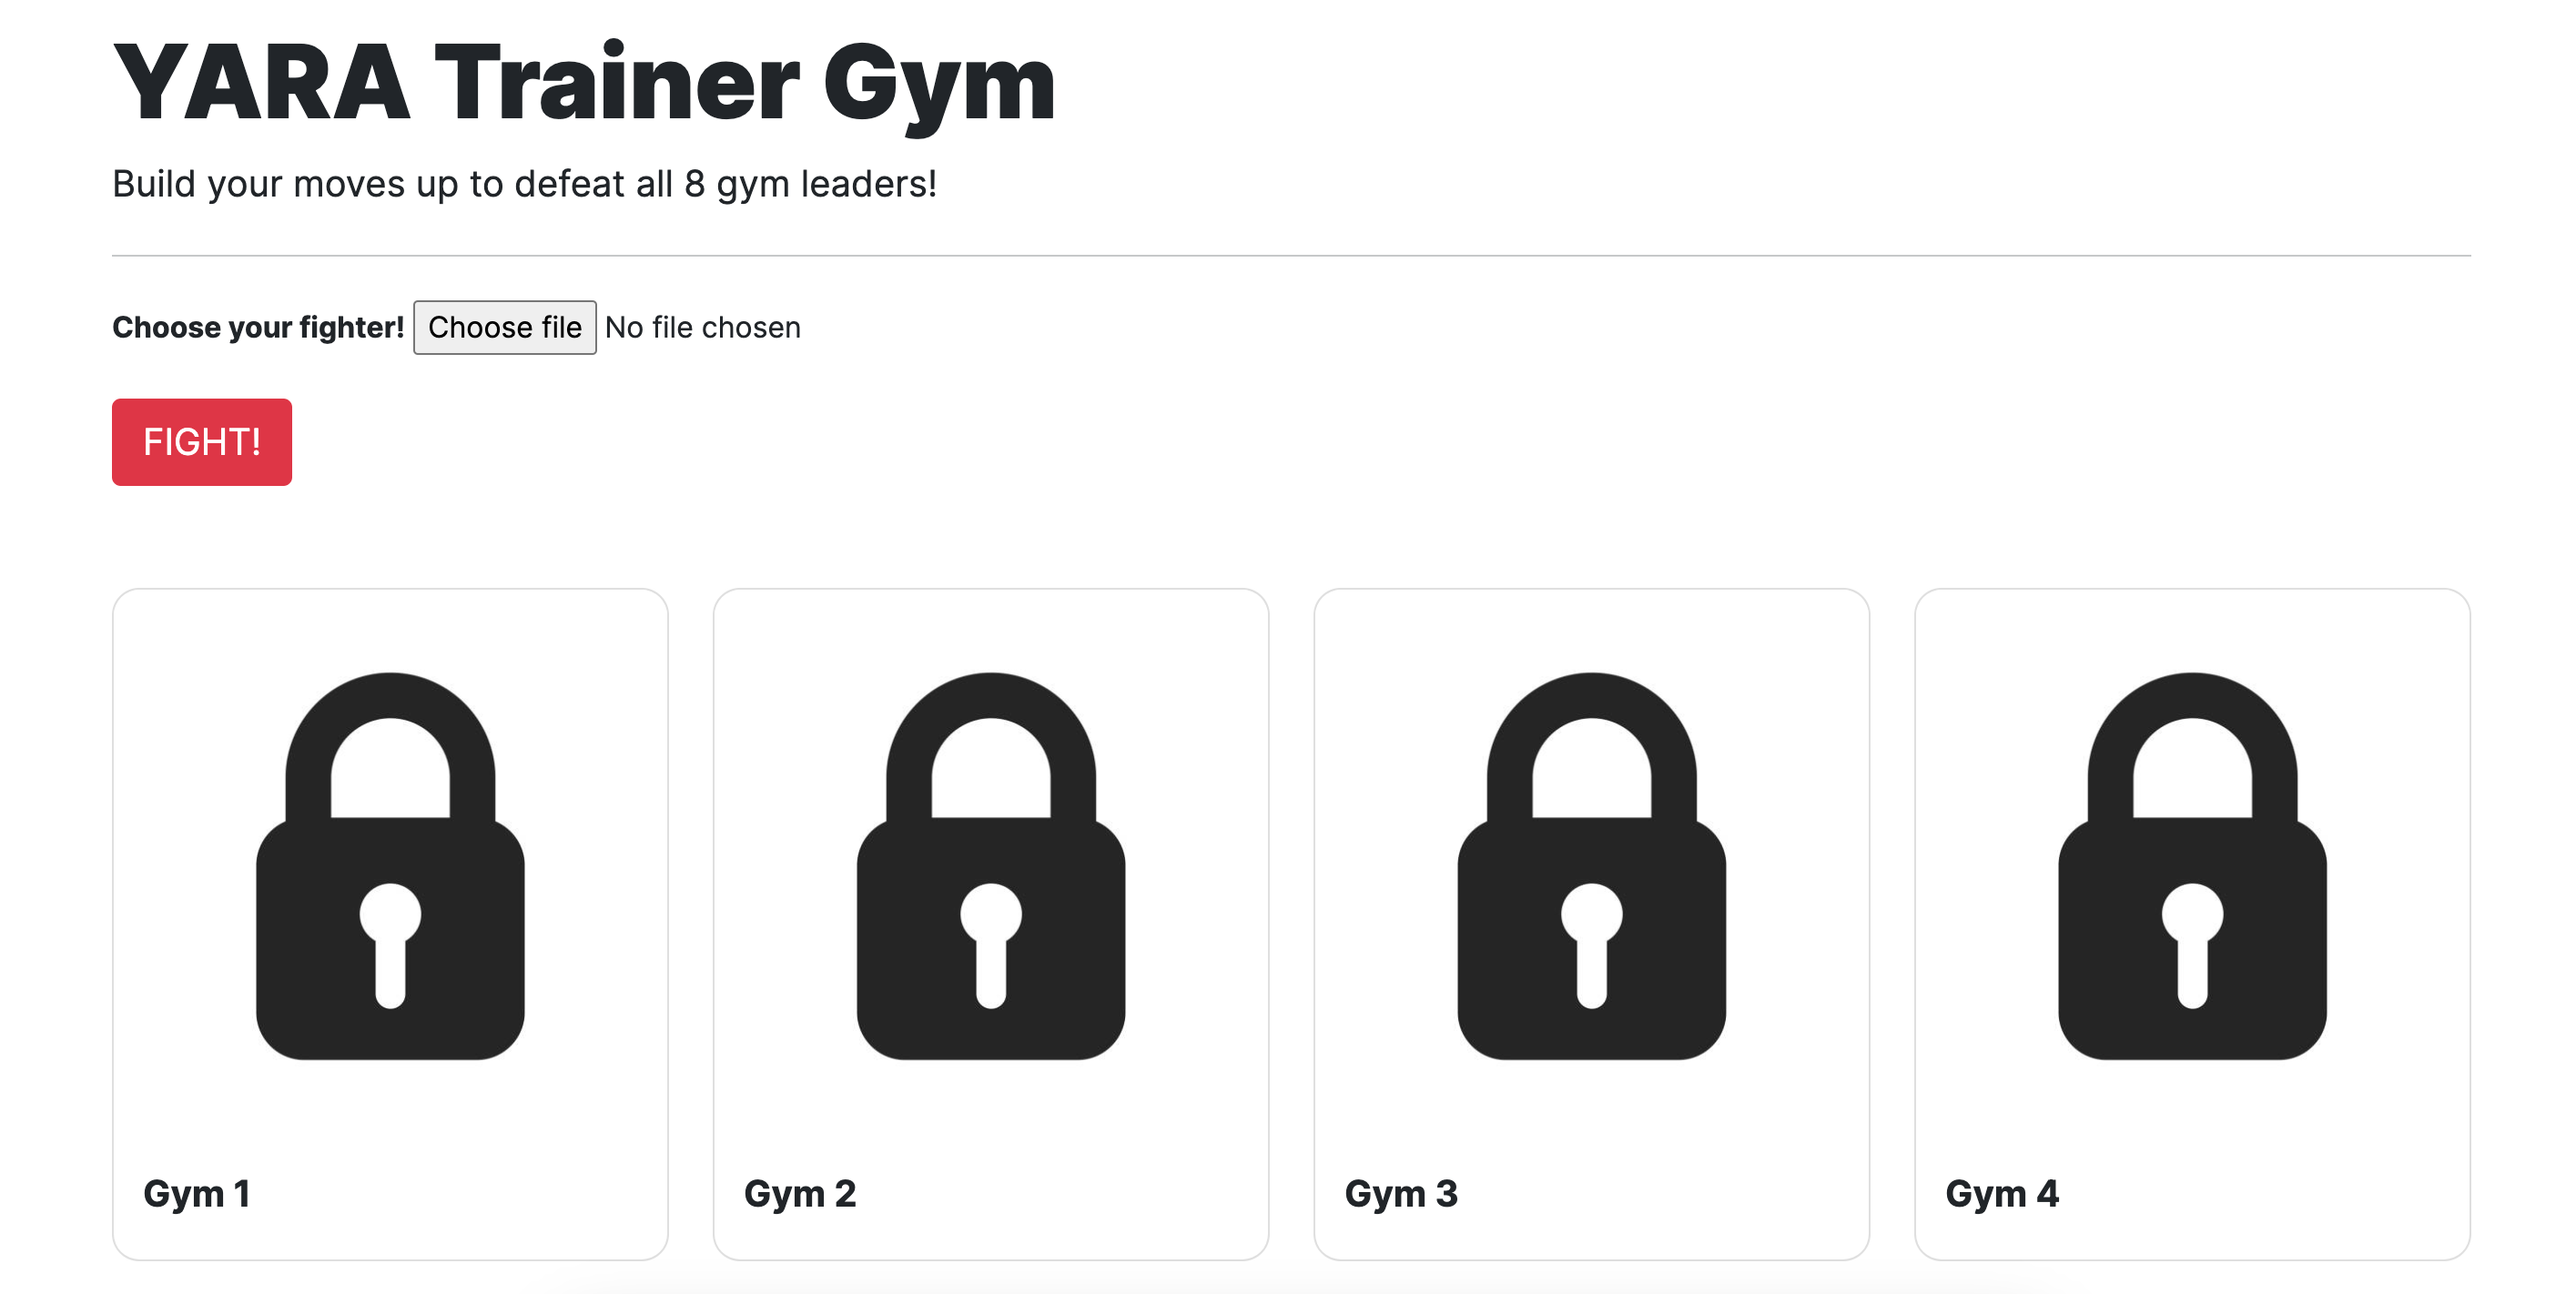 YARA Trainer Gym
Build your moves up to defeat all 8 gym leaders!
Choose your fighter! Choose file No file chosen
FIGHT!
Gym 1
Gym 2
Gym 3
Gym 4